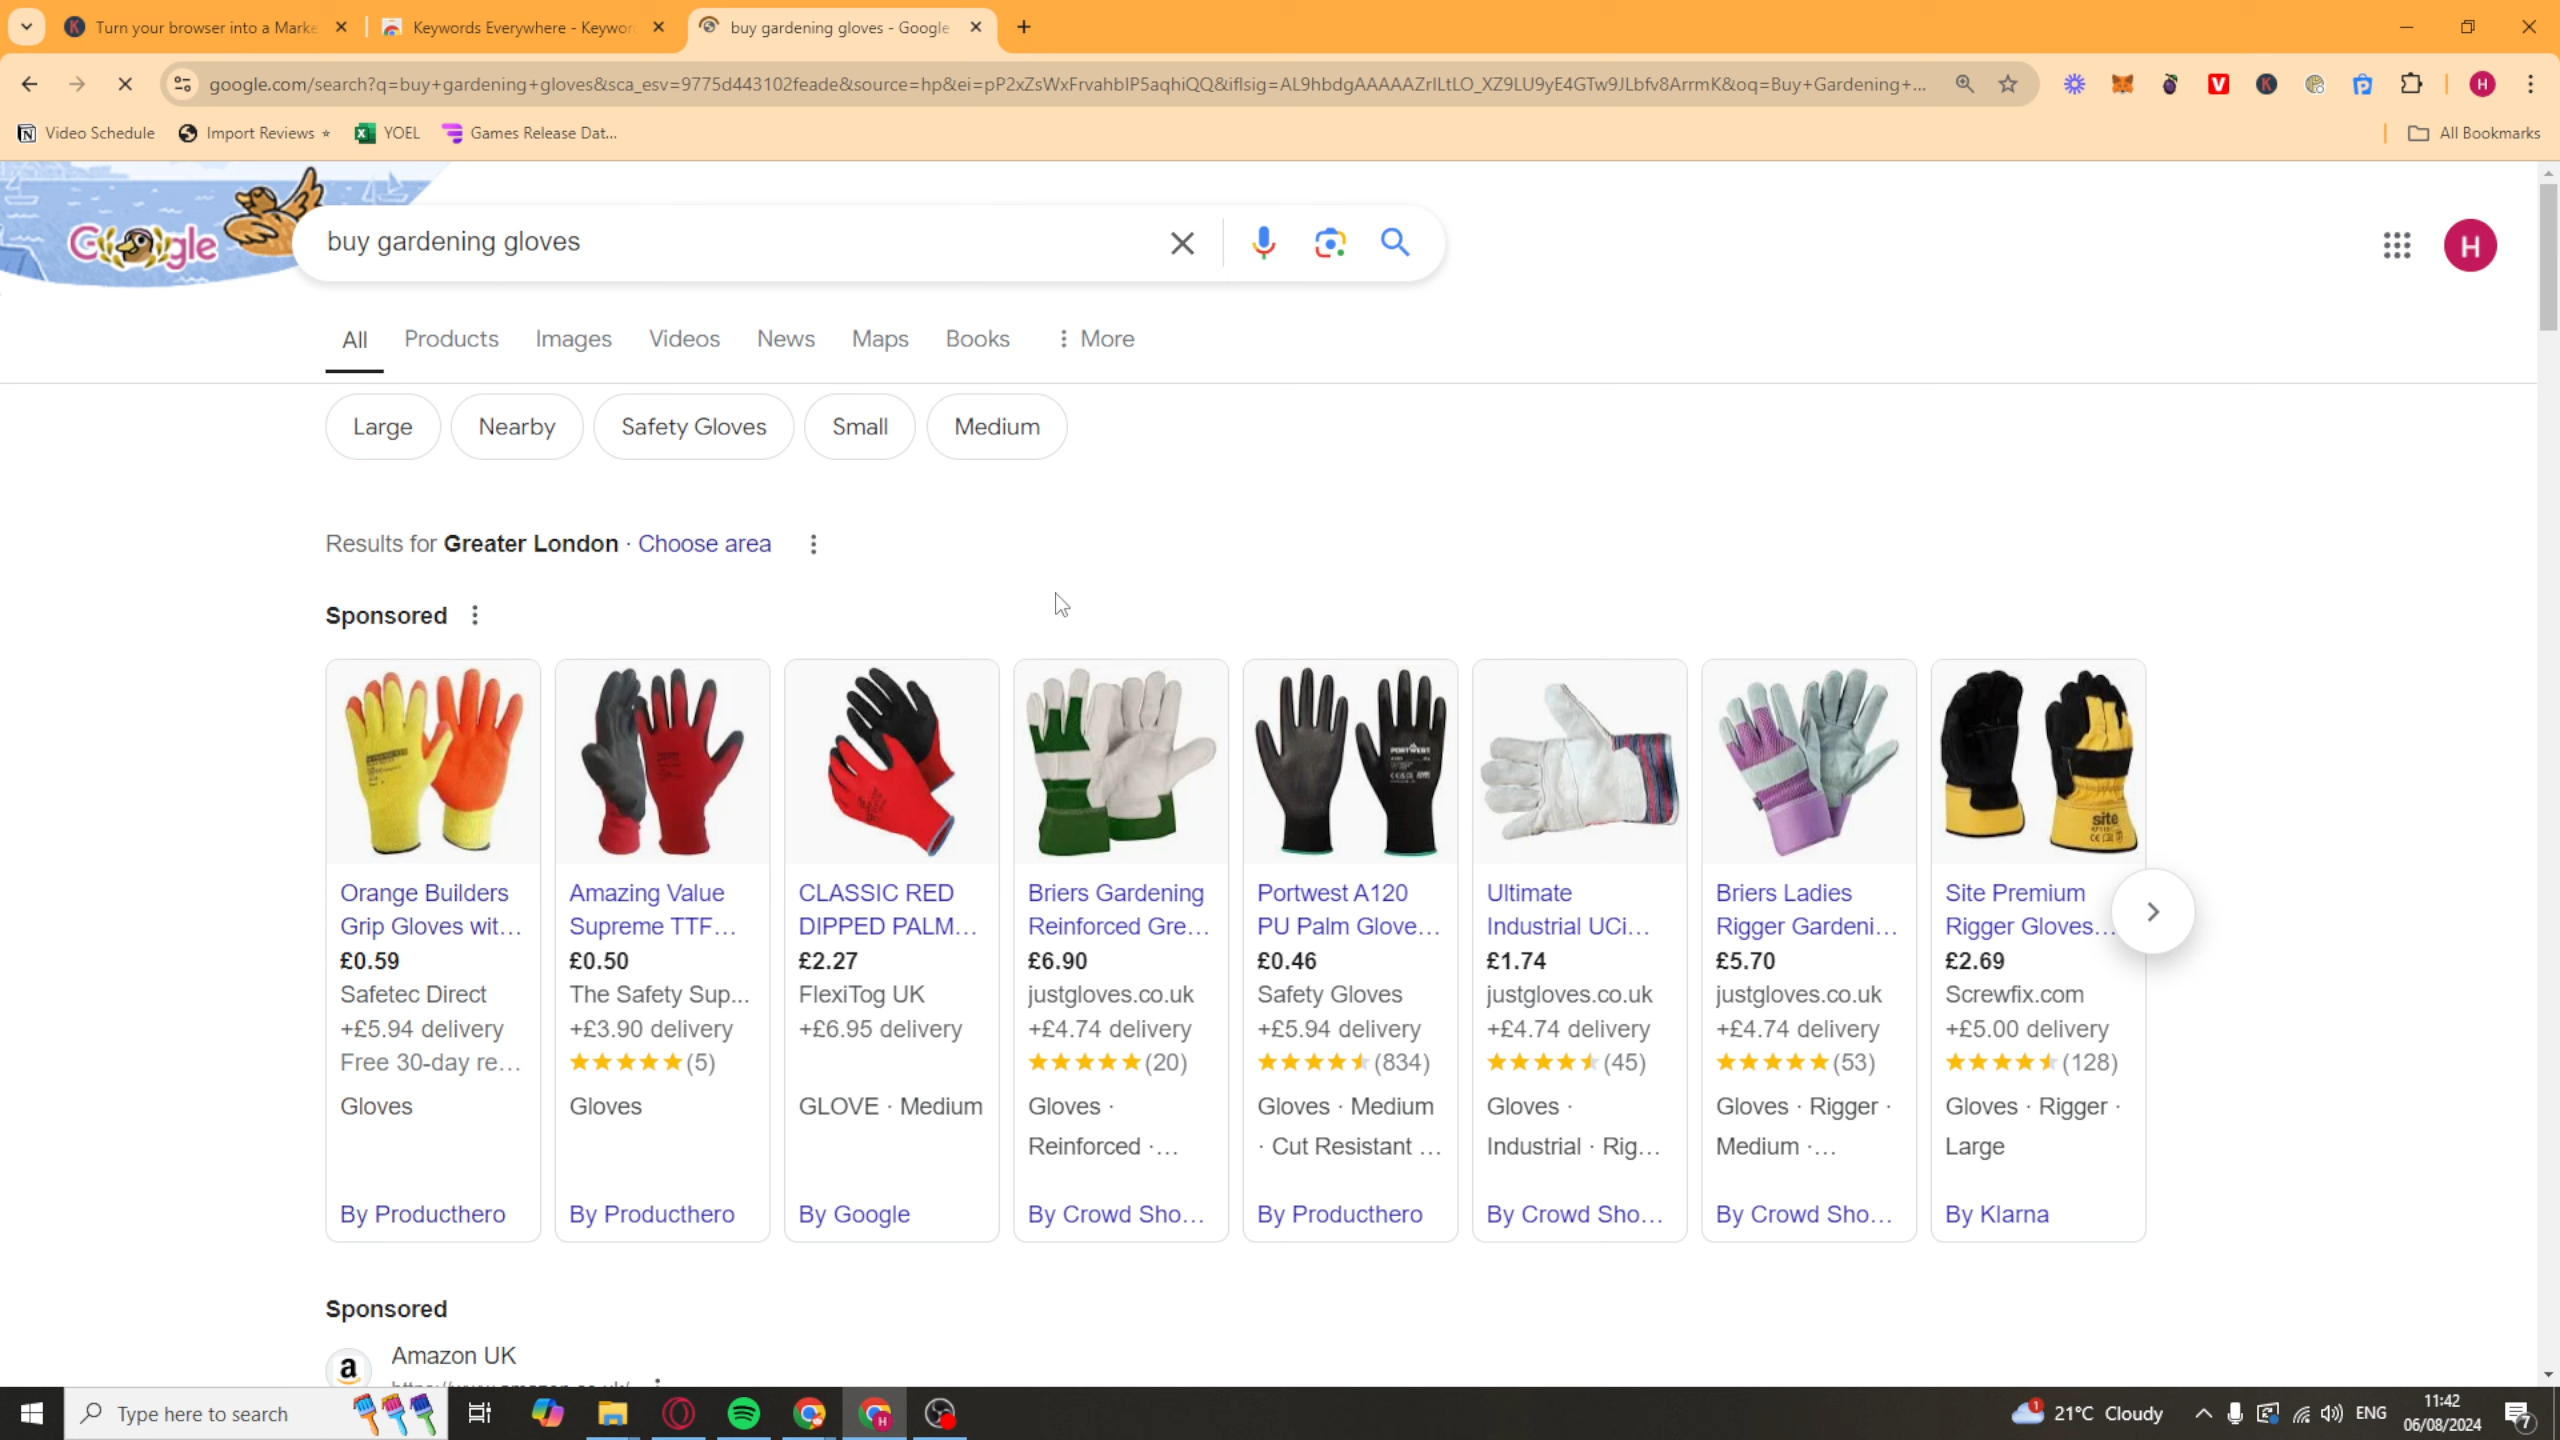 Turn your browser into a Marke
Keywords Everywhere - Keywor
buy gardening gloves - Google
google.com/search?q=buy+gardening+gloves&sca_esv=9775d443102feade&source=hp&ei=pP2xZsWxFrvahbIP5aqhiQQ&iflsig=AL9hbdgAAAAAZrILtLO_XZ9LU9yE4GTw9JLbfv8ArrmK&oq=Buy+Gardening+...
Video Schedule
Import Reviews ⭐
YOEL
Games Release Dat...
All Bookmarks
Google
buy gardening gloves
H
All Products Images Videos News Maps Books More
Large Nearby Safety Gloves Small Medium
Results for Greater London · Choose area
Sponsored
Orange Builders
Grip Gloves wit...
£0.59
Safetec Direct
+£5.94 delivery
Free 30-day re...
Gloves
By Producthero
Amazing Value
Supreme TTF...
£0.50
The Safety Sup...
+£3.90 delivery
(5)
Gloves
By Producthero
CLASSIC RED
DIPPED PALM...
£2.27
FlexiTog UK
+£6.95 delivery
GLOVE · Medium
By Google
Briers Gardening
Reinforced Gre...
£6.90
justgloves.co.uk
+£4.74 delivery
(20)
Gloves ·
Reinforced ·...
By Crowd Sho...
PORTWEST
Portwest A120
PU Palm Glove...
£0.46
Safety Gloves
+£5.94 delivery
(834)
Gloves · Medium
· Cut Resistant ...
By Producthero
Ultimate
Industrial UCi...
£1.74
justgloves.co.uk
+£4.74 delivery
(45)
Gloves ·
Industrial · Rig...
By Crowd Sho...
Briers Ladies
Rigger Gardeni...
£5.70
justgloves.co.uk
+£4.74 delivery
(53)
Gloves · Rigger ·
Medium ·...
By Crowd Sho...
site
Site Premium
Rigger Gloves...
£2.69
Screwfix.com
+£5.00 delivery
(128)
Gloves · Rigger ·
Large
By Klarna
Sponsored
Amazon UK
Type here to search
21°C Cloudy
ENG
11:42
06/08/2024
7